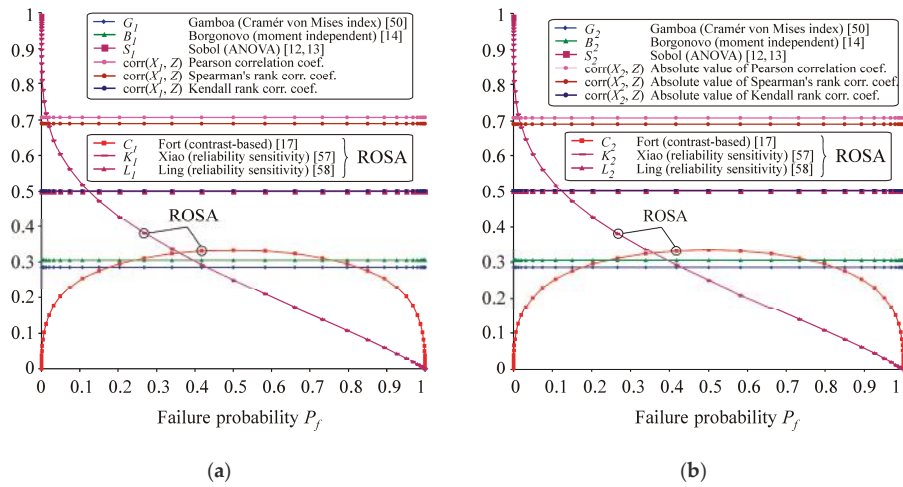 G1 Gamboa (Cramér von Mises index) [50]
B1 Borgonovo (moment independent) [14]
S1 Sobol (ANOVA) [12,13]
corr(X1, Z) Pearson correlation coef.
corr(X1, Z) Spearman's rank corr. coef.
corr(X1, Z) Kendall rank corr. coef.
C1 Fort (contrast-based) [17]
K1 Xiao (reliability sensitivity) [57]
L1 Ling (reliability sensitivity) [58]
ROSA
ROSA
1
0.9
0.8
0.7
0.6
0.5
0.4
0.3
0.2
0.1
0
0 0.1 0.2 0.3 0.4 0.5 0.6 0.7 0.8 0.9 1
Failure probability Pf
(a)
G2 Gamboa (Cramér von Mises index) [50]
B2 Borgonovo (moment independent) [14]
S2 Sobol (ANOVA) [12,13]
corr(X2, Z) Absolute value of Pearson correlation coef.
corr(X2, Z) Absolute value of Spearman's rank corr. coef.
corr(X2, Z) Absolute value of Kendall rank corr. coef.
C2 Fort (contrast-based) [17]
K2 Xiao (reliability sensitivity) [57]
L2 Ling (reliability sensitivity) [58]
ROSA
ROSA
1
0.9
0.8
0.7
0.6
0.5
0.4
0.3
0.2
0.1
0
0 0.1 0.2 0.3 0.4 0.5 0.6 0.7 0.8 0.9 1
Failure probability Pf
(b)